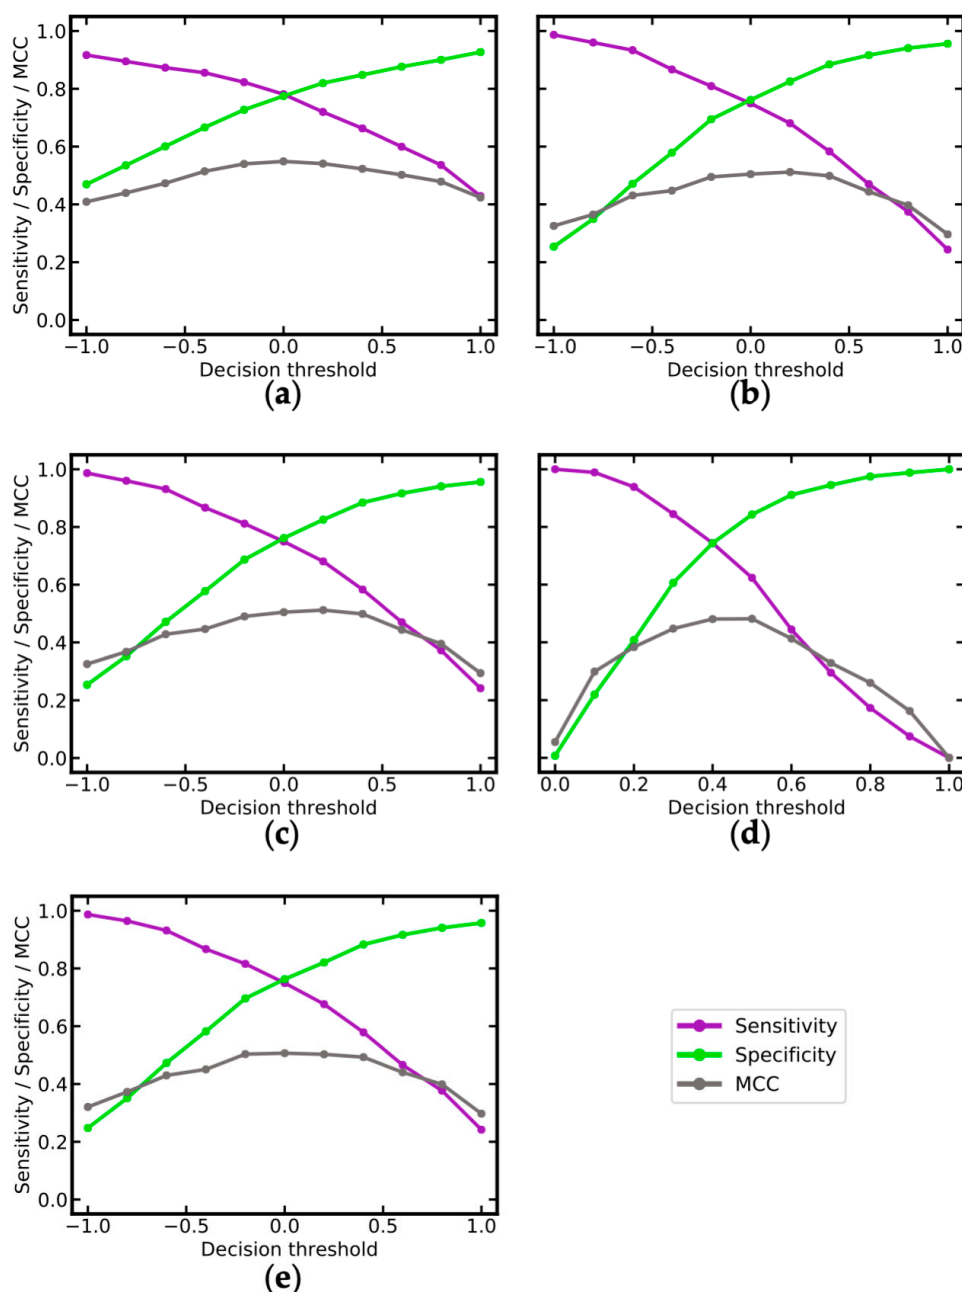 Sensitivity / Specificity / MCC
1.0
0.8
0.6
0.4
0.2
0.0
−1.0 −0.5 0.0 0.5 1.0
Decision threshold
(a)
−1.0 −0.5 0.0 0.5 1.0
Decision threshold
(b)
Sensitivity / Specificity / MCC
1.0
0.8
0.6
0.4
0.2
0.0
−1.0 −0.5 0.0 0.5 1.0
Decision threshold
(c)
0.0 0.2 0.4 0.6 0.8 1.0
Decision threshold
(d)
Sensitivity / Specificity / MCC
1.0
0.8
0.6
0.4
0.2
0.0
−1.0 −0.5 0.0 0.5 1.0
Decision threshold
(e)
Sensitivity
Specificity
MCC